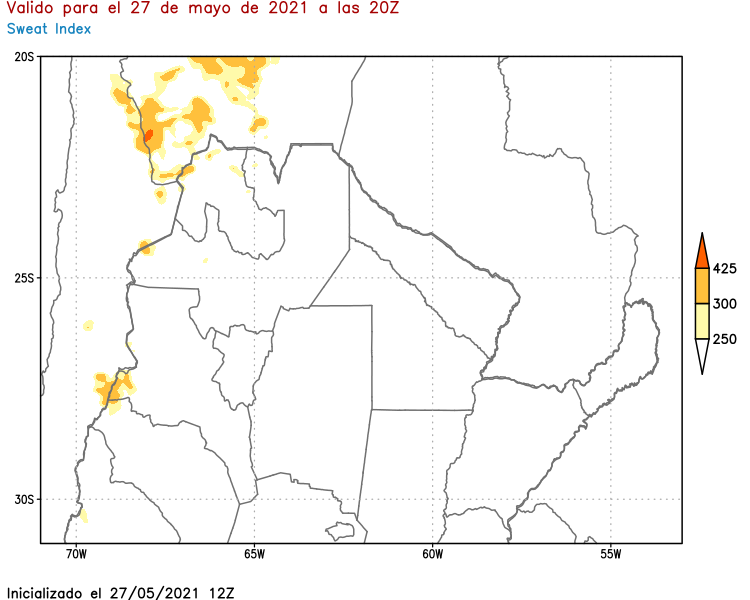 Valido para el 27 de mayo de 2021 a las 20Z
Sweat Index
20S
25S
30S
70W
65W
60W
55W
425
300
250
Inicializado el 27/05/2021 12Z